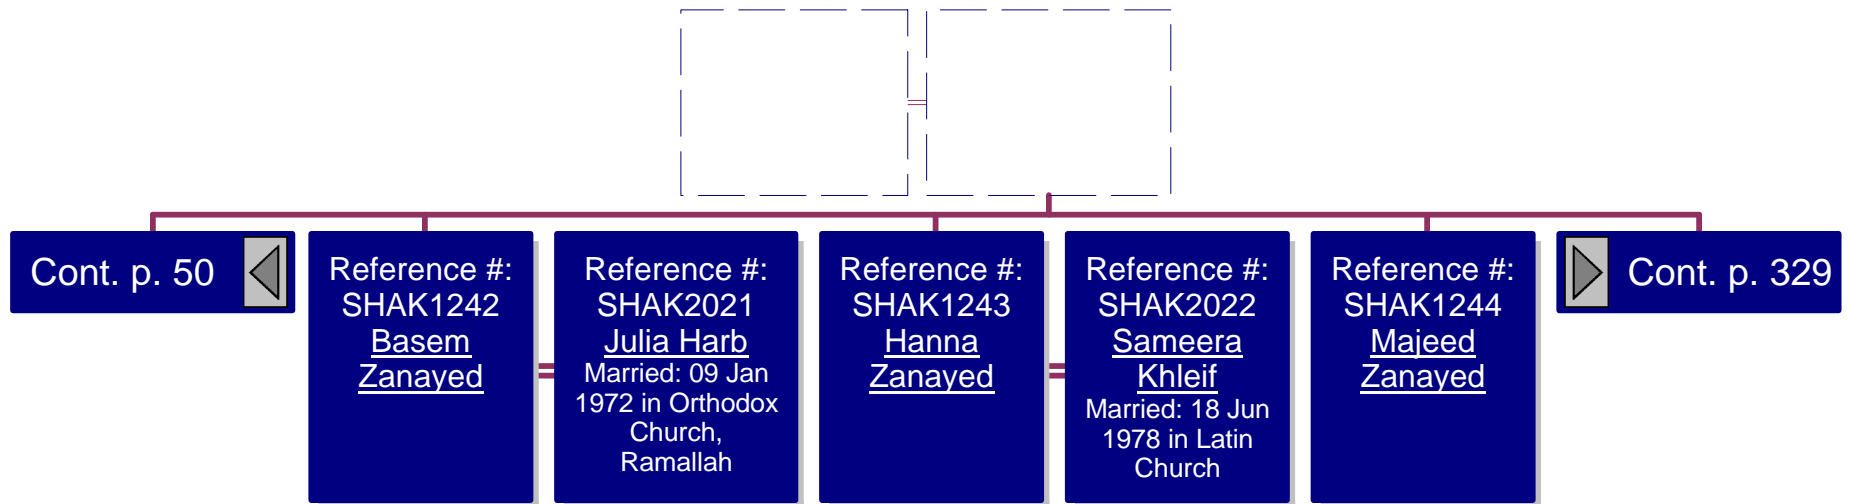 Cont. p. 50
Reference #:
SHAK1242
Basem
Zanayed
Reference #:
SHAK2021
Julia Harb
Married: 09 Jan
1972 in Orthodox
Church,
Ramallah
Reference #:
SHAK1243
Hanna
Zanayed
Reference #:
SHAK2022
Sameera
Khleif
Married: 18 Jun
1978 in Latin
Church
Reference #:
SHAK1244
Majeed
Zanayed
Cont. p. 329